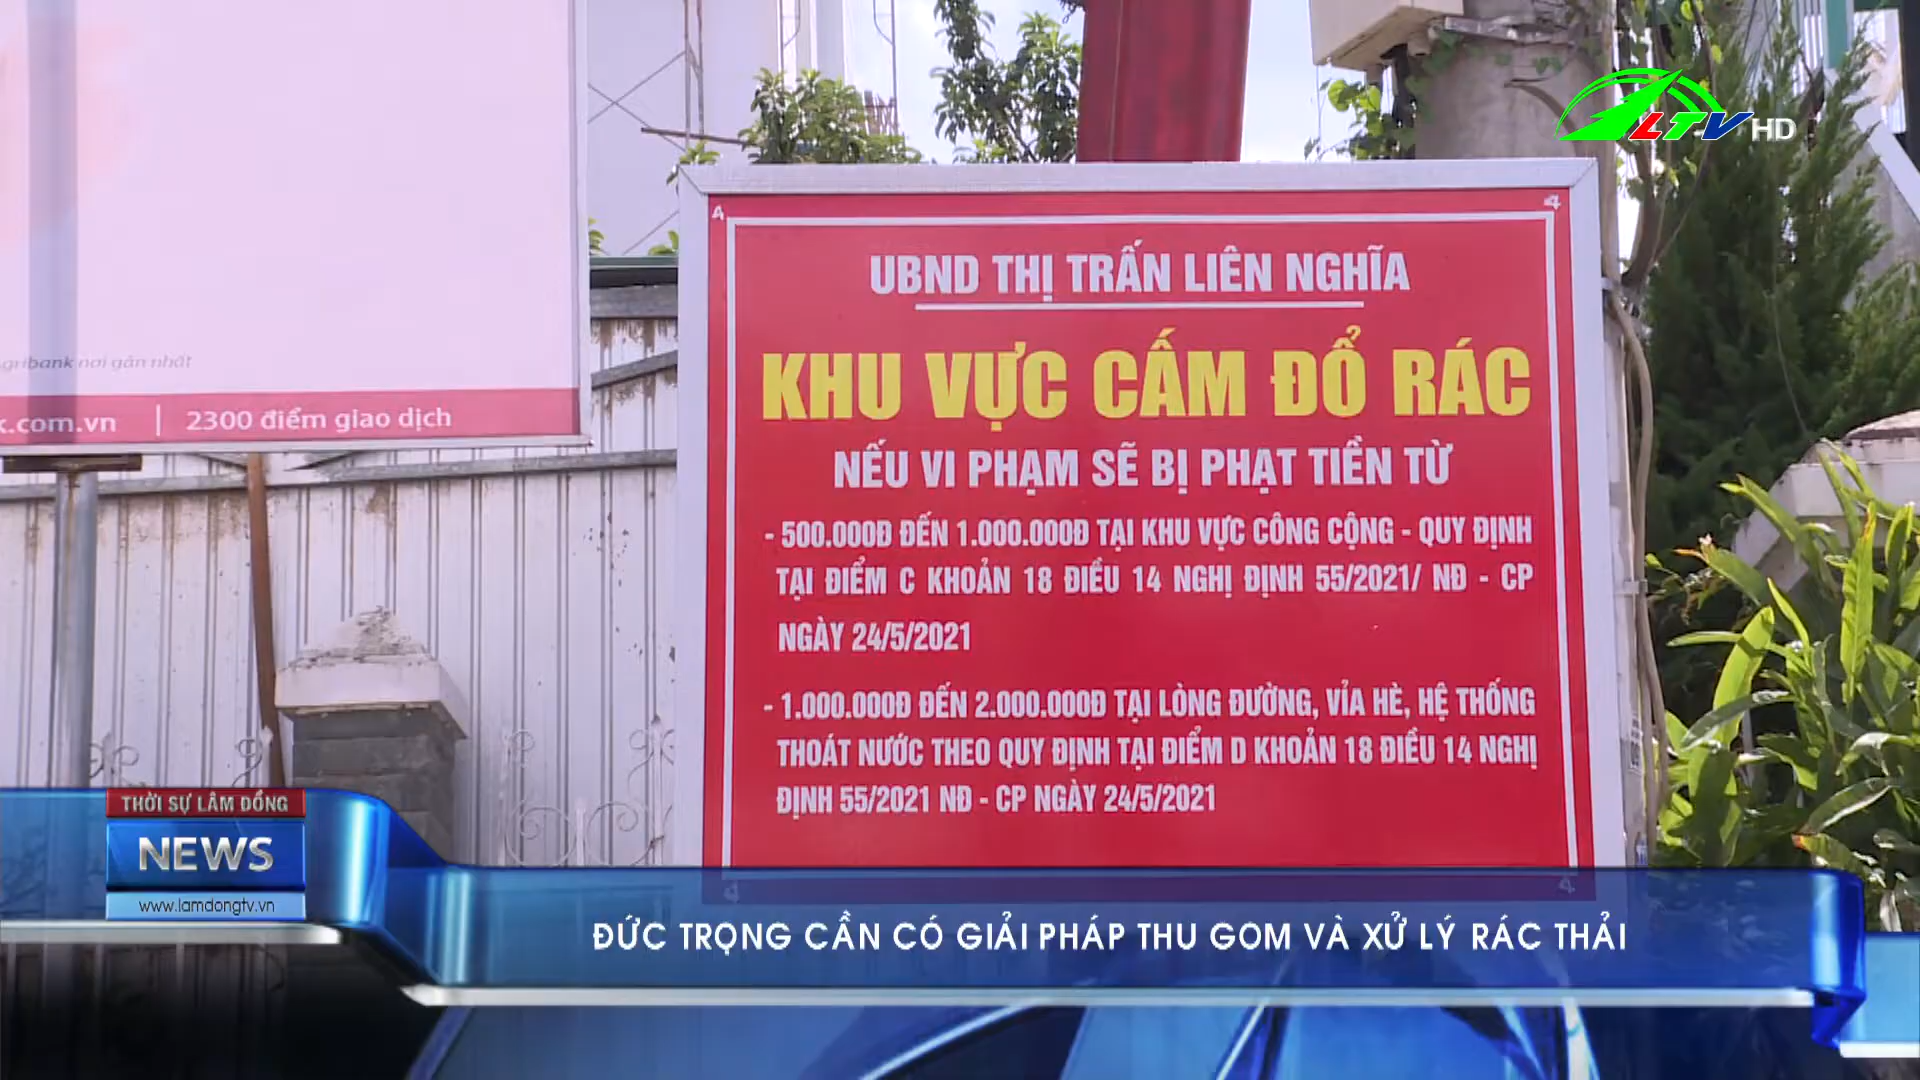 LTV HD
UBND THỊ TRẤN LIÊN NGHĨA
KHU VỰC CẤM ĐỔ RÁC
NẾU VI PHẠM SẼ BỊ PHẠT TIỀN TỪ
- 500.000Đ ĐẾN 1.000.000Đ TẠI KHU VỰC CÔNG CỘNG - QUY ĐỊNH
TẠI ĐIỂM C KHOẢN 18 ĐIỀU 14 NGHỊ ĐỊNH 55/2021/ NĐ - CP
NGÀY 24/5/2021
- 1.000.000Đ ĐẾN 2.000.000Đ TẠI LÒNG ĐƯỜNG, VỈA HÈ, HỆ THỐNG
THOÁT NƯỚC THEO QUY ĐỊNH TẠI ĐIỂM D KHOẢN 18 ĐIỀU 14 NGHỊ
ĐỊNH 55/2021 NĐ - CP NGÀY 24/5/2021
gribank nơi gần nhất
k.com.vn | 2300 điểm giao dịch
THỜI SỰ LÂM ĐỒNG
NEWS
www.lamdongtv.vn
ĐỨC TRỌNG CẦN CÓ GIẢI PHÁP THU GOM VÀ XỬ LÝ RÁC THẢI